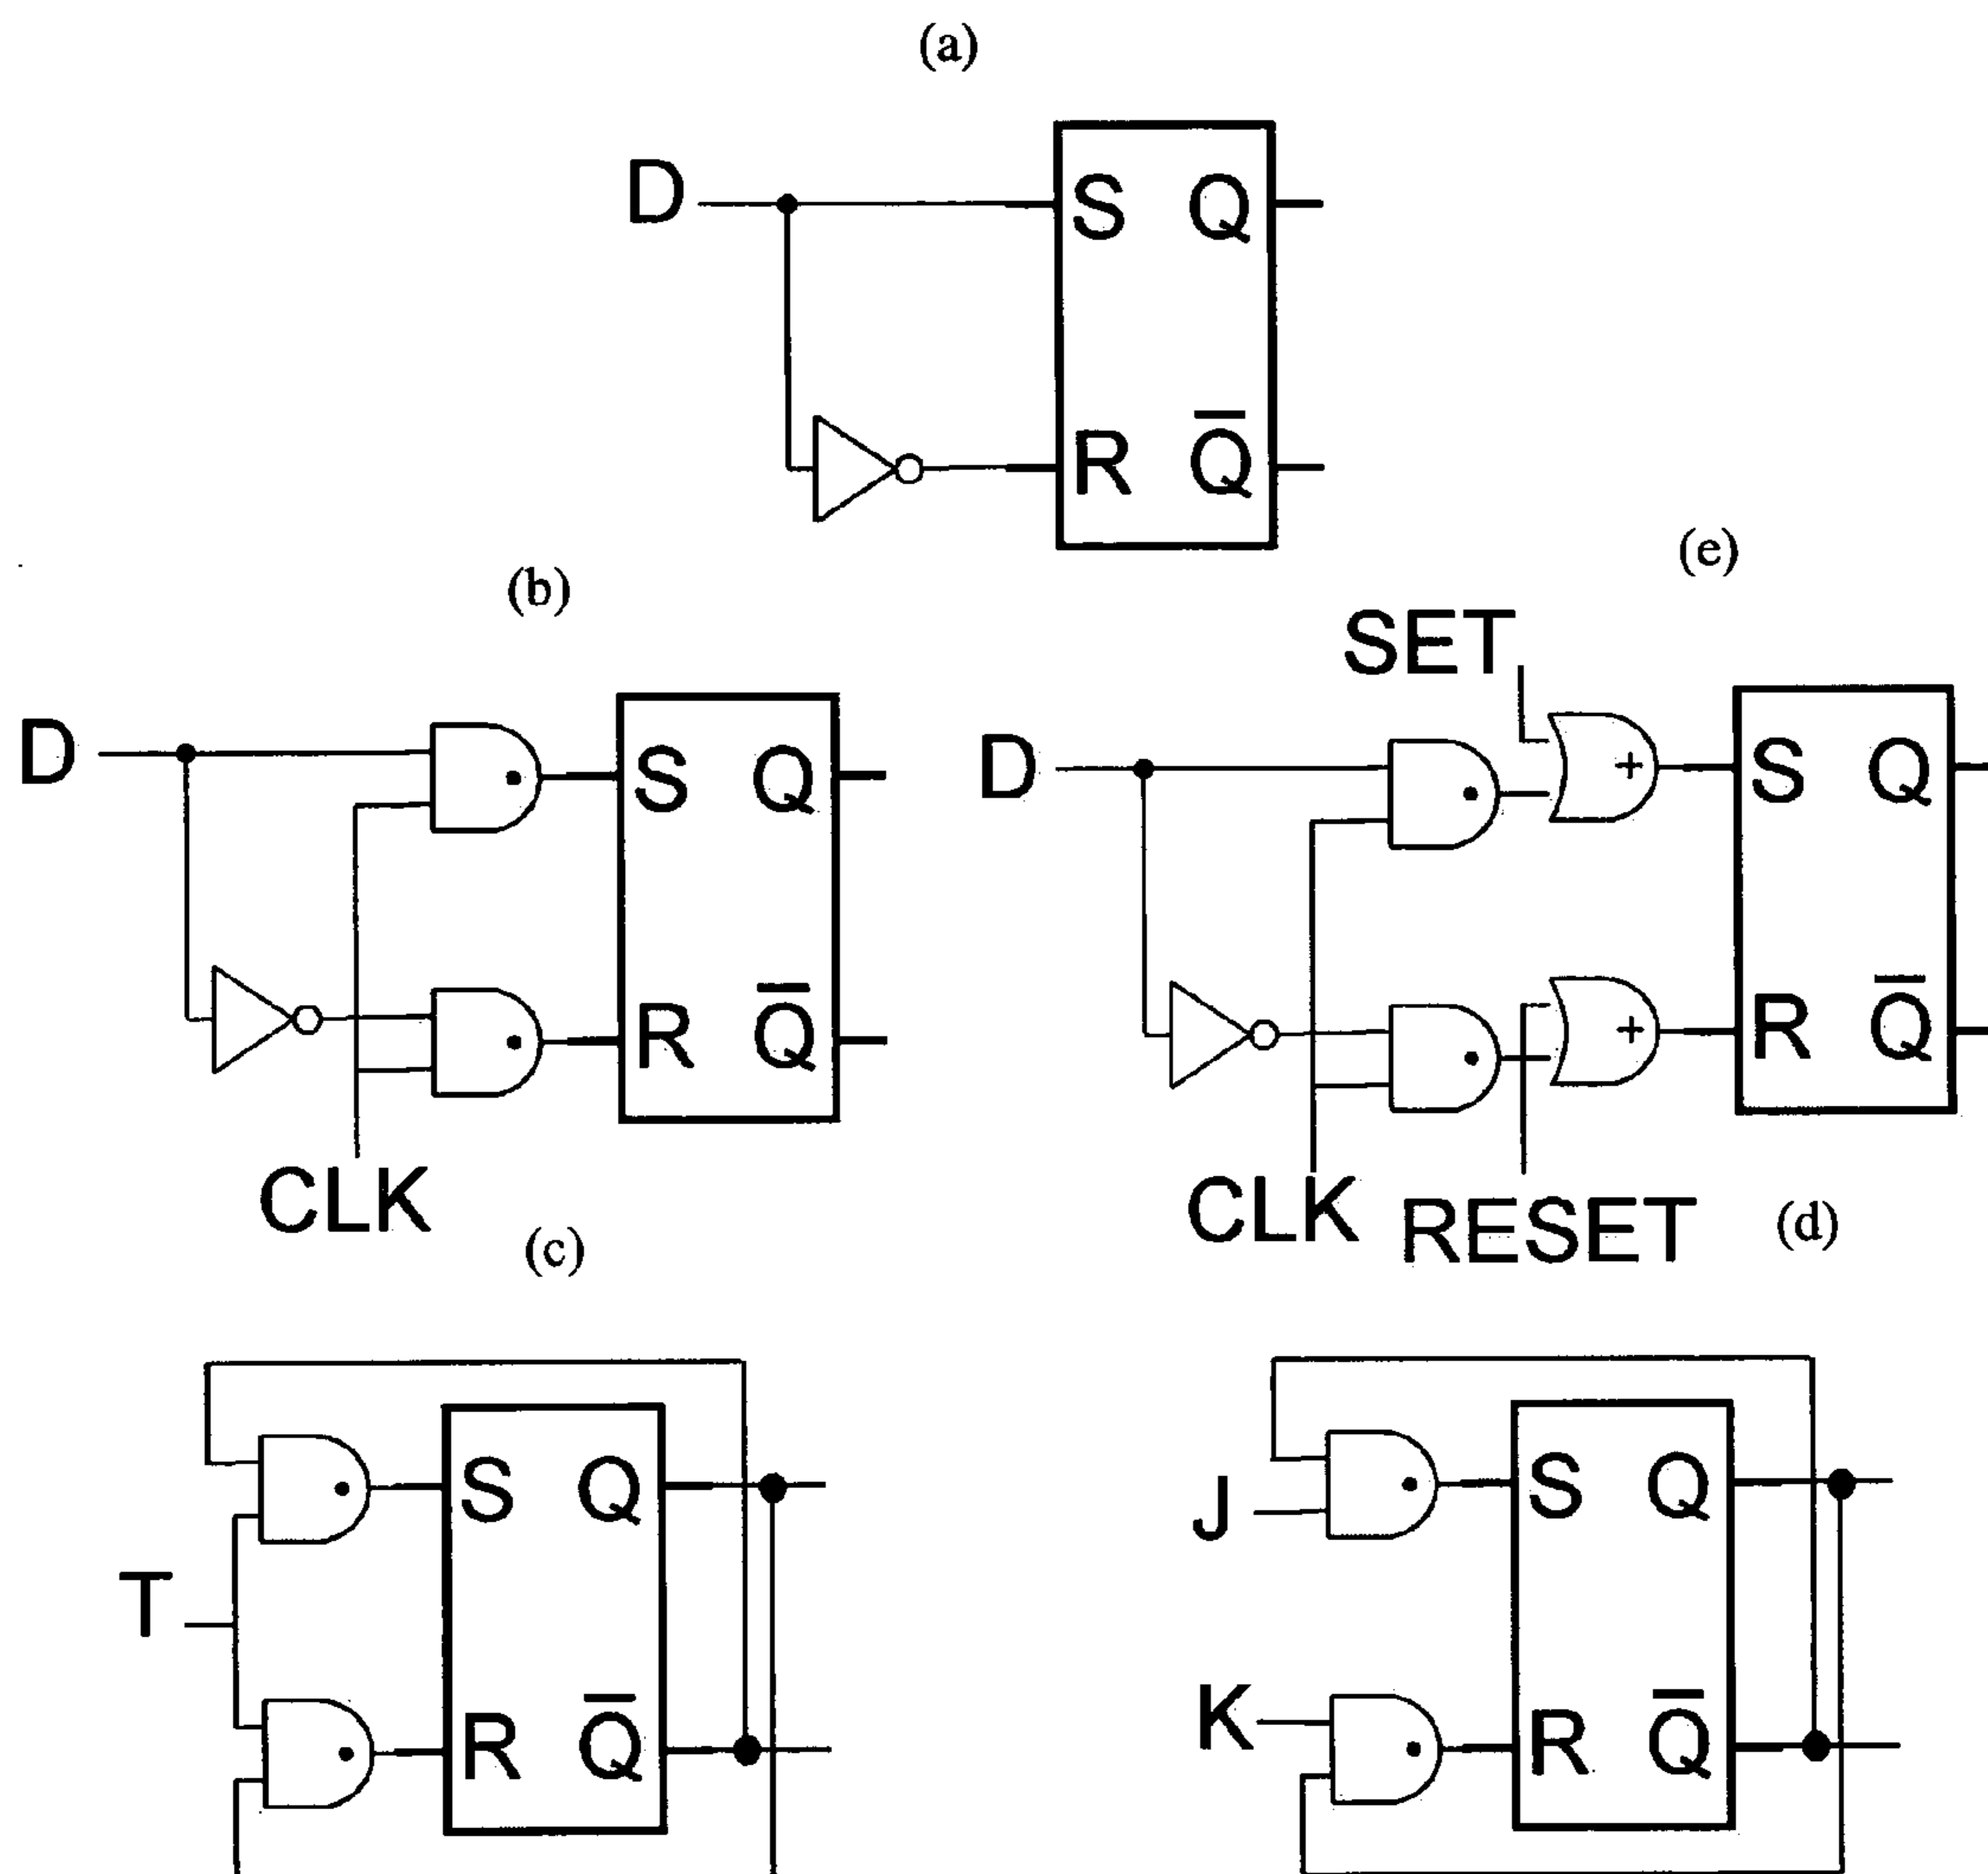 (a)
D
S Q
R Q̅
(b)
D
S Q
R Q̅
CLK
(e)
SET
D
S Q
R Q̅
CLK RESET
(c)
T
S Q
R Q̅
(d)
J
K
S Q
R Q̅